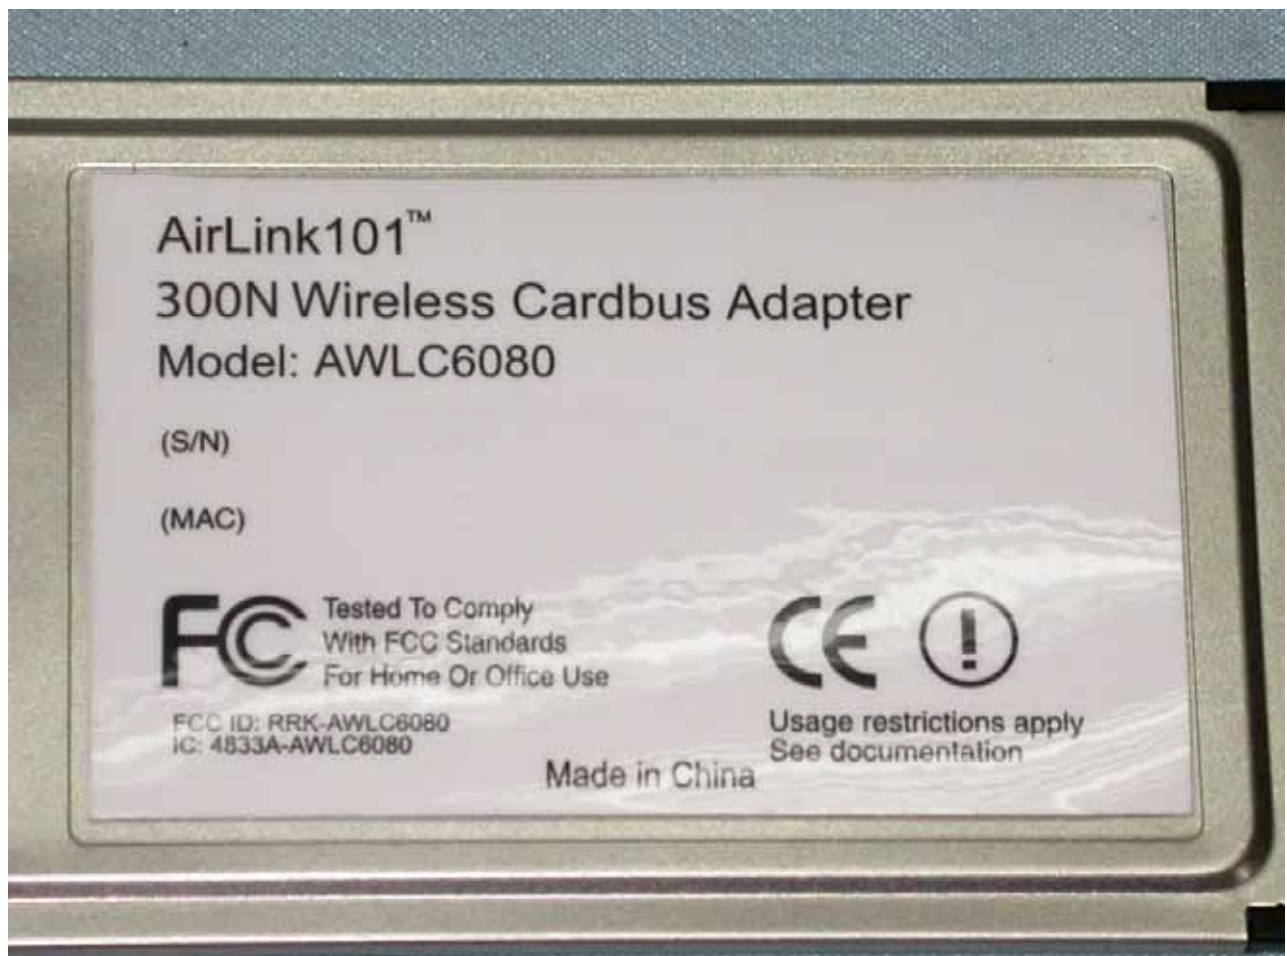 AirLink101™
300N Wireless Cardbus Adapter
Model: AWLC6080
(S/N)
(MAC)
FC
Tested To Comply
With FCC Standards
For Home Or Office Use
FCC ID: RRK-AWLC6080
IC: 4833A-AWLC6080
CE !
Usage restrictions apply
See documentation
Made in China